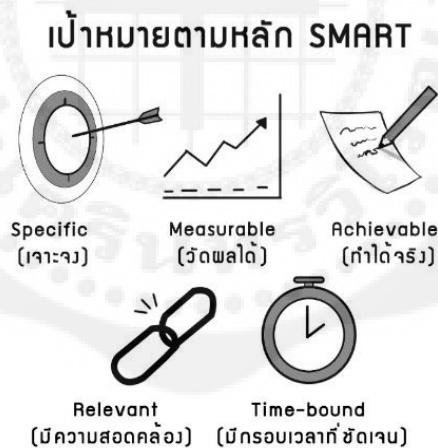 เป้าหมายตามหลัก SMART
Specific
(เจาะจง)
Measurable
(วัดผลได้)
Achievable
(ทำได้จริง)
Relevant
(มีความสอดคล้อง)
Time-bound
(มีกรอบเวลาที่ชัดเจน)